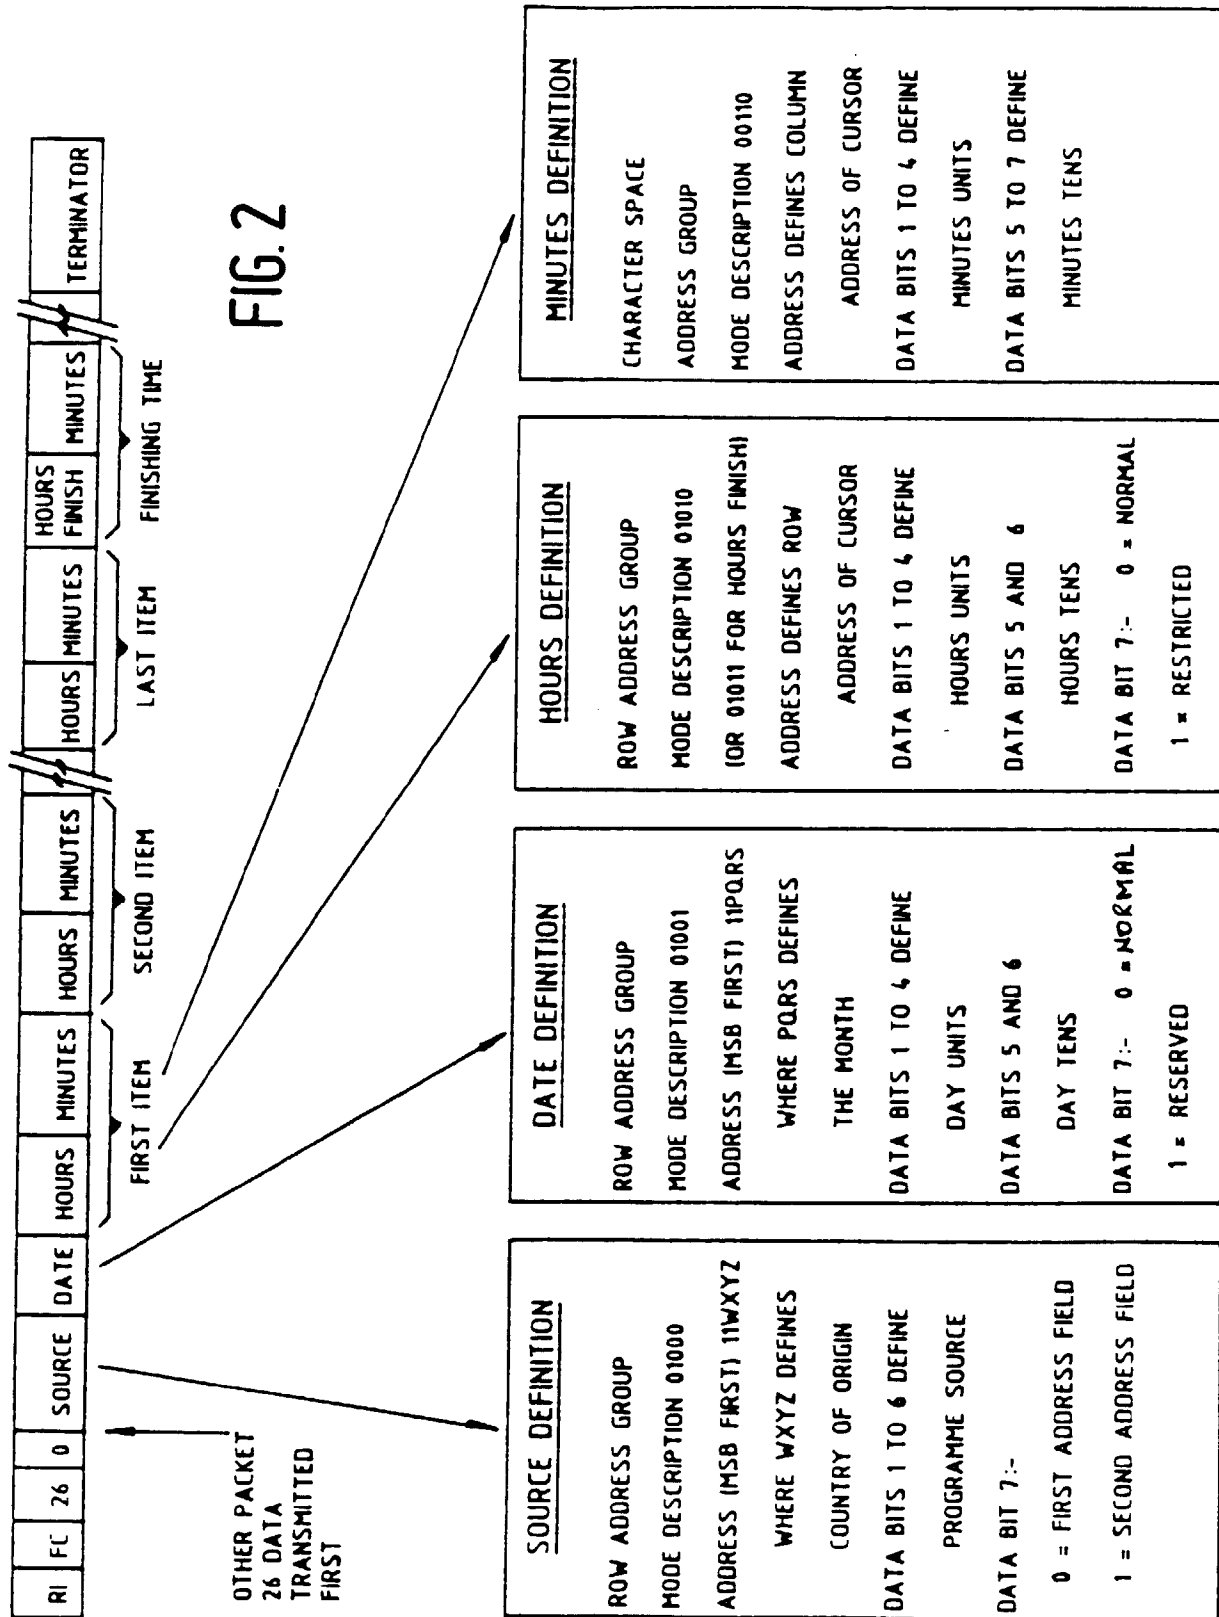 RI FC 26 0 SOURCE DATE HOURS MINUTES HOURS MINUTES HOURS MINUTES HOURS FINISH MINUTES TERMINATOR
FIRST ITEM
SECOND ITEM
LAST ITEM
FINISHING TIME
OTHER PACKET
26 DATA
TRANSMITTED
FIRST
FIG. 2
SOURCE DEFINITION
ROW ADDRESS GROUP
MODE DESCRIPTION 01000
ADDRESS (MSB FIRST) 11WXYZ
WHERE WXYZ DEFINES
COUNTRY OF ORIGIN
DATA BITS 1 TO 6 DEFINE
PROGRAMME SOURCE
DATA BIT 7:-
0 = FIRST ADDRESS FIELD
1 = SECOND ADDRESS FIELD
DATE DEFINITION
ROW ADDRESS GROUP
MODE DESCRIPTION 01001
ADDRESS (MSB FIRST) 11PQRS
WHERE PQRS DEFINES
THE MONTH
DATA BITS 1 TO 4 DEFINE
DAY UNITS
DATA BITS 5 AND 6
DAY TENS
DATA BIT 7:- 0 = NORMAL
1 = RESERVED
HOURS DEFINITION
ROW ADDRESS GROUP
MODE DESCRIPTION 01010
(OR 01011 FOR HOURS FINISH)
ADDRESS DEFINES ROW
ADDRESS OF CURSOR
DATA BITS 1 TO 4 DEFINE
HOURS UNITS
DATA BITS 5 AND 6
HOURS TENS
DATA BIT 7:- 0 = NORMAL
1 = RESTRICTED
MINUTES DEFINITION
CHARACTER SPACE
ADDRESS GROUP
MODE DESCRIPTION 00110
ADDRESS DEFINES COLUMN
ADDRESS OF CURSOR
DATA BITS 1 TO 4 DEFINE
MINUTES UNITS
DATA BITS 5 TO 7 DEFINE
MINUTES TENS